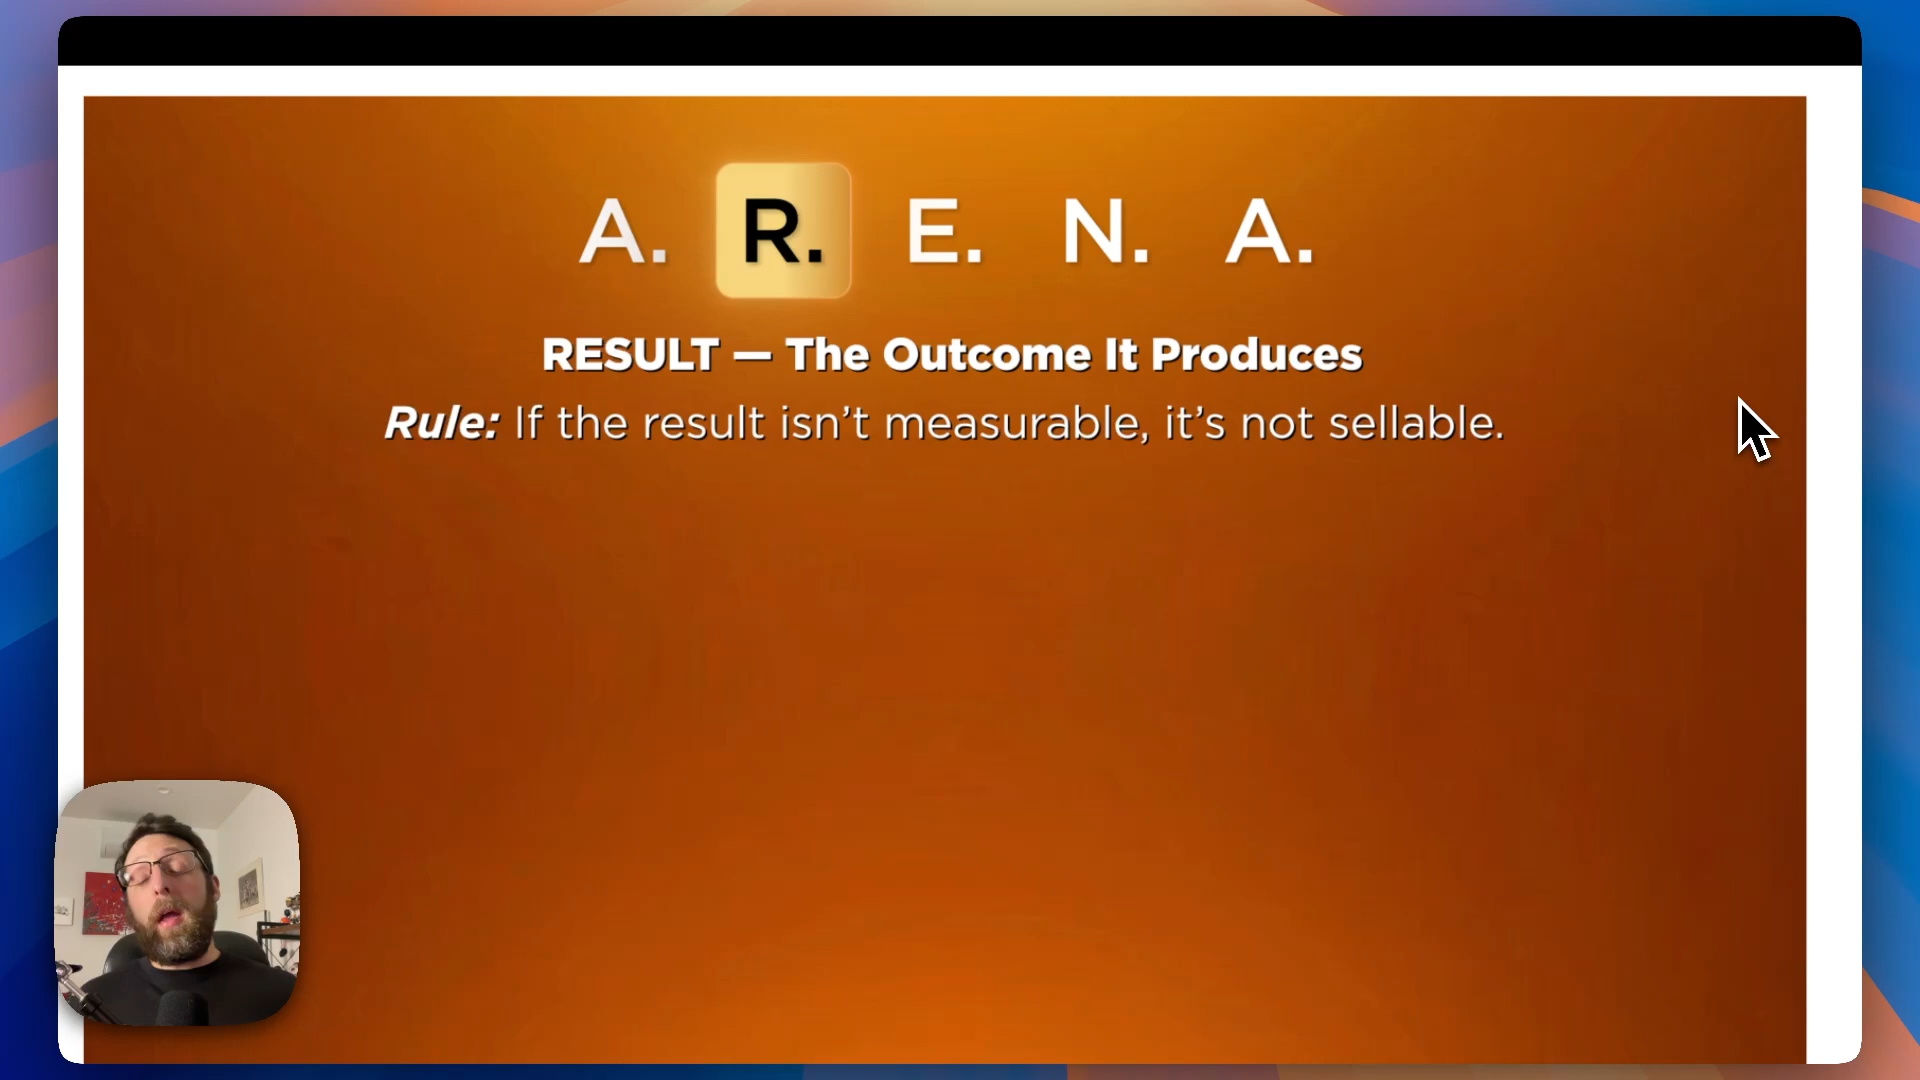 A. R. E. N. A.
RESULT — The Outcome It Produces
Rule: If the result isn’t measurable, it’s not sellable.